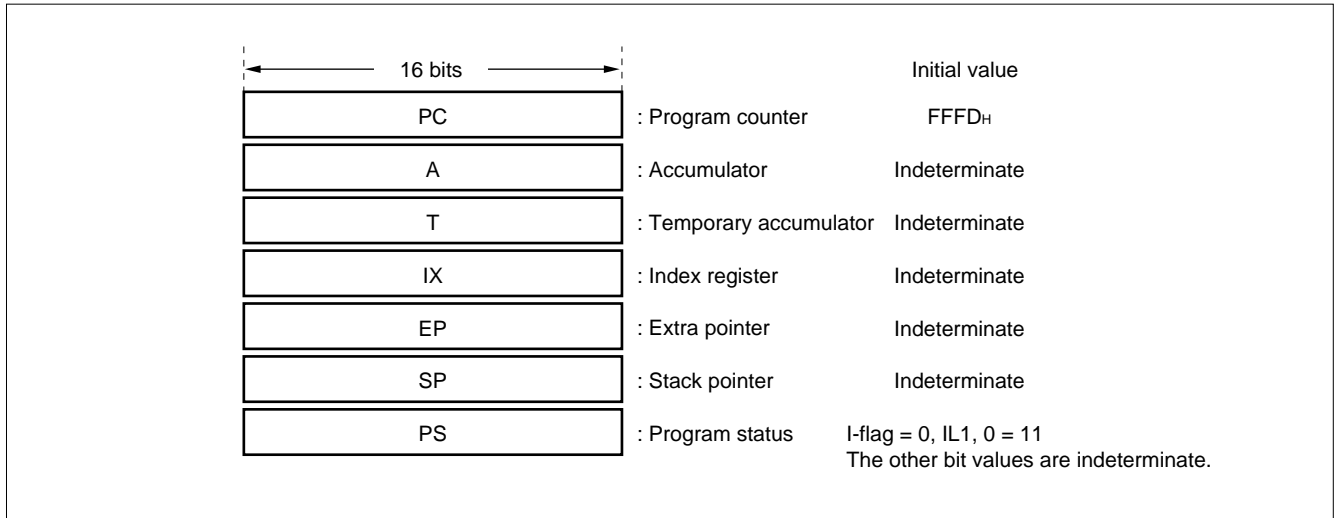 16 bits Initial value
PC : Program counter FFFDH
A : Accumulator Indeterminate
T : Temporary accumulator Indeterminate
IX : Index register Indeterminate
EP : Extra pointer Indeterminate
SP : Stack pointer Indeterminate
PS : Program status I-flag = 0, IL1, 0 = 11
The other bit values are indeterminate.